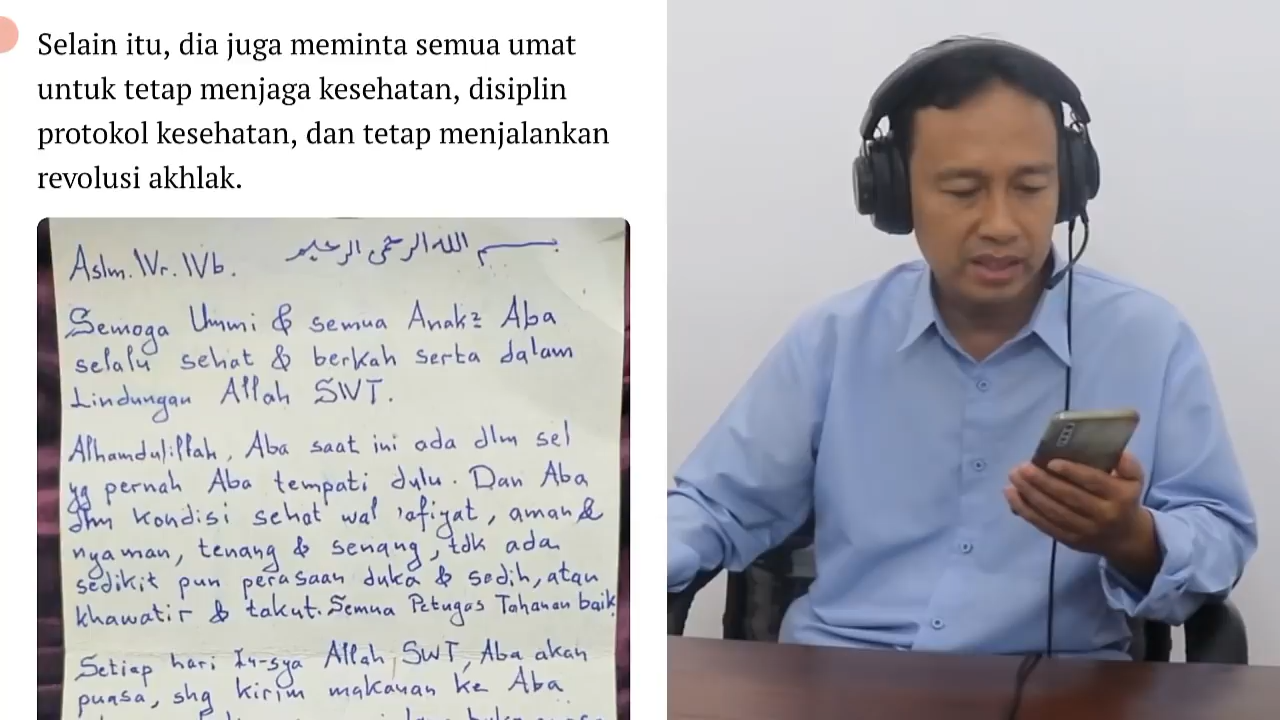 Selain itu, dia juga meminta semua umat
untuk tetap menjaga kesehatan, disiplin
protokol kesehatan, dan tetap menjalankan
revolusi akhlak.
بسم الله الرحمن الرحيم
Aslm. Wr. Wb.
Semoga Ummi & semua Anak2 Aba
selalu sehat & berkah serta dalam
Lindungan Allah SWT.
Alhamdulillah, Aba saat ini ada dlm sel
yg pernah Aba tempati dulu. Dan Aba
dlm kondisi sehat wal 'afiyat, aman &
nyaman, tenang & senang, tdk ada
sedikit pun perasaan duka & sedih, atau
khawatir & takut. Semua Petugas Tahanan baik
Setiap hari In-sya Allah SWT, Aba akan
puasa, shg kirim makanan ke Aba